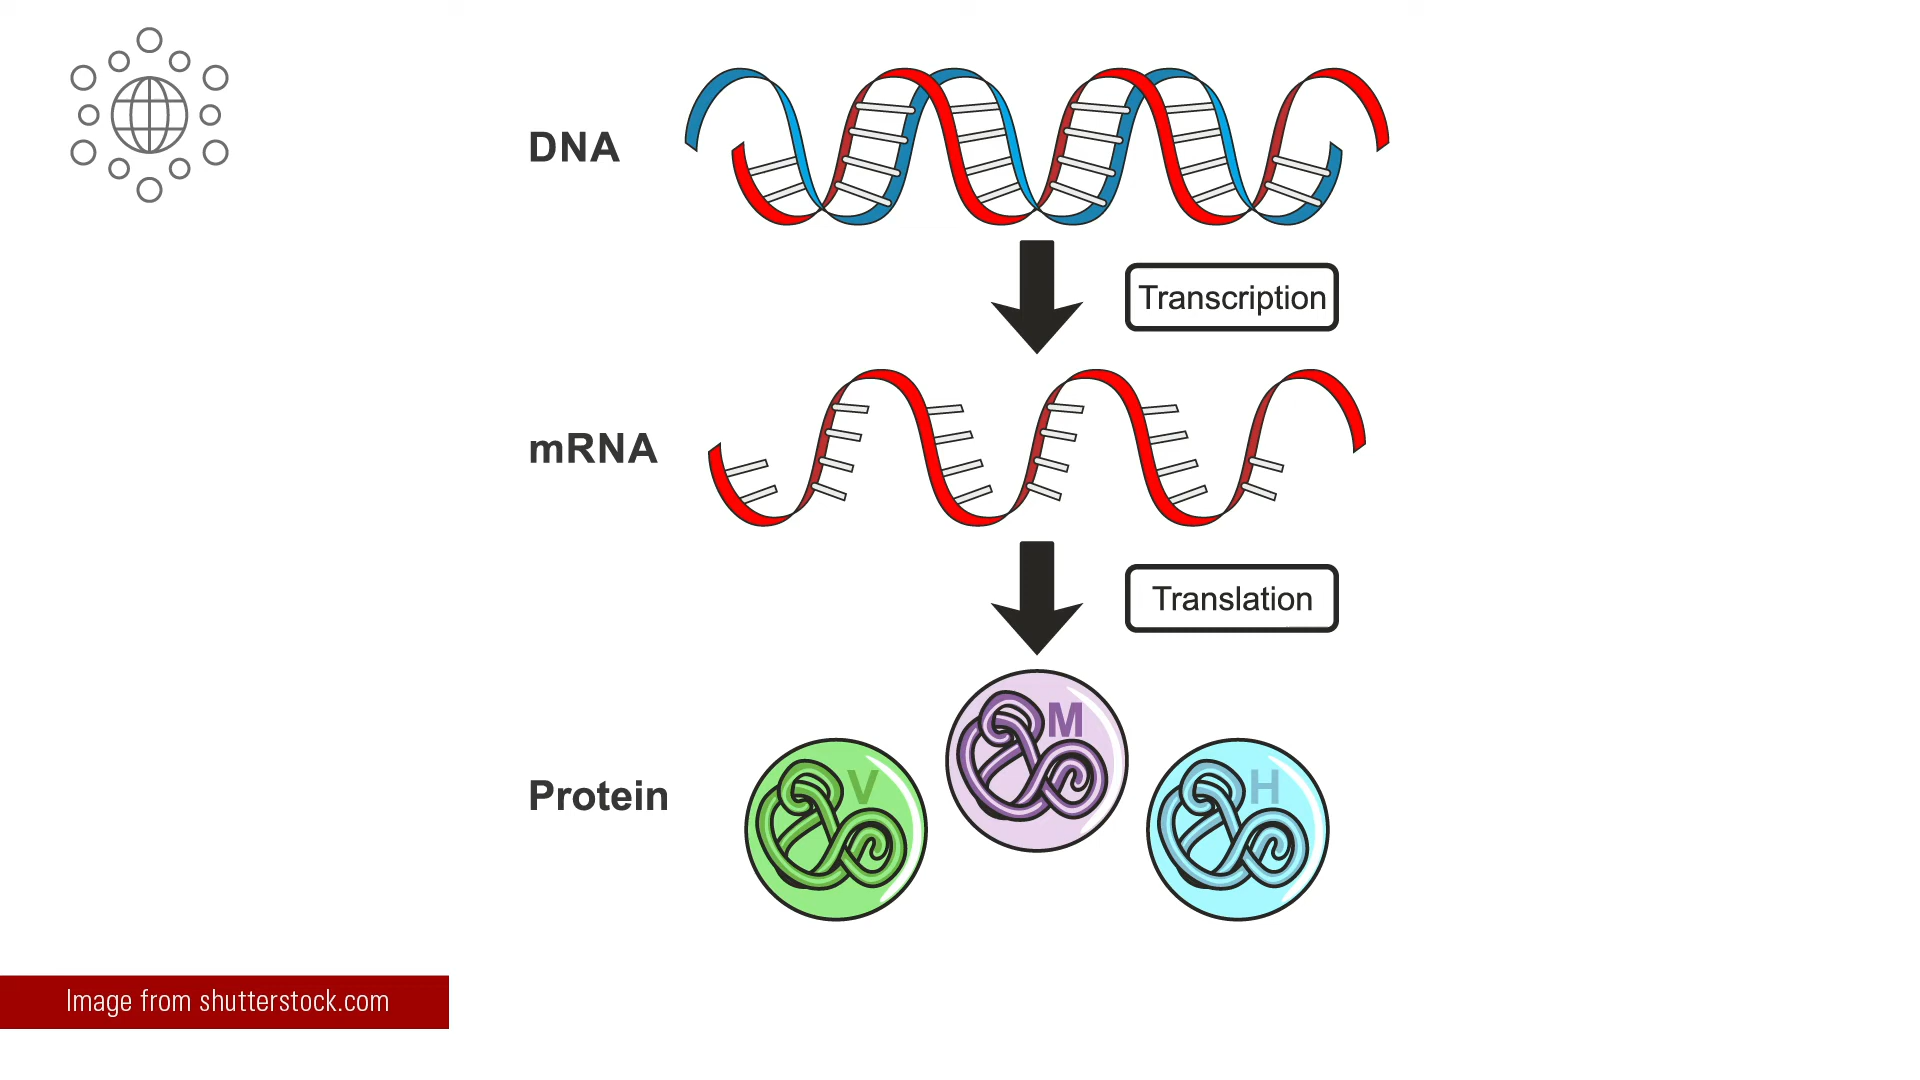 DNA
Transcription
mRNA
Translation
M
V
H
Protein
Image from shutterstock.com